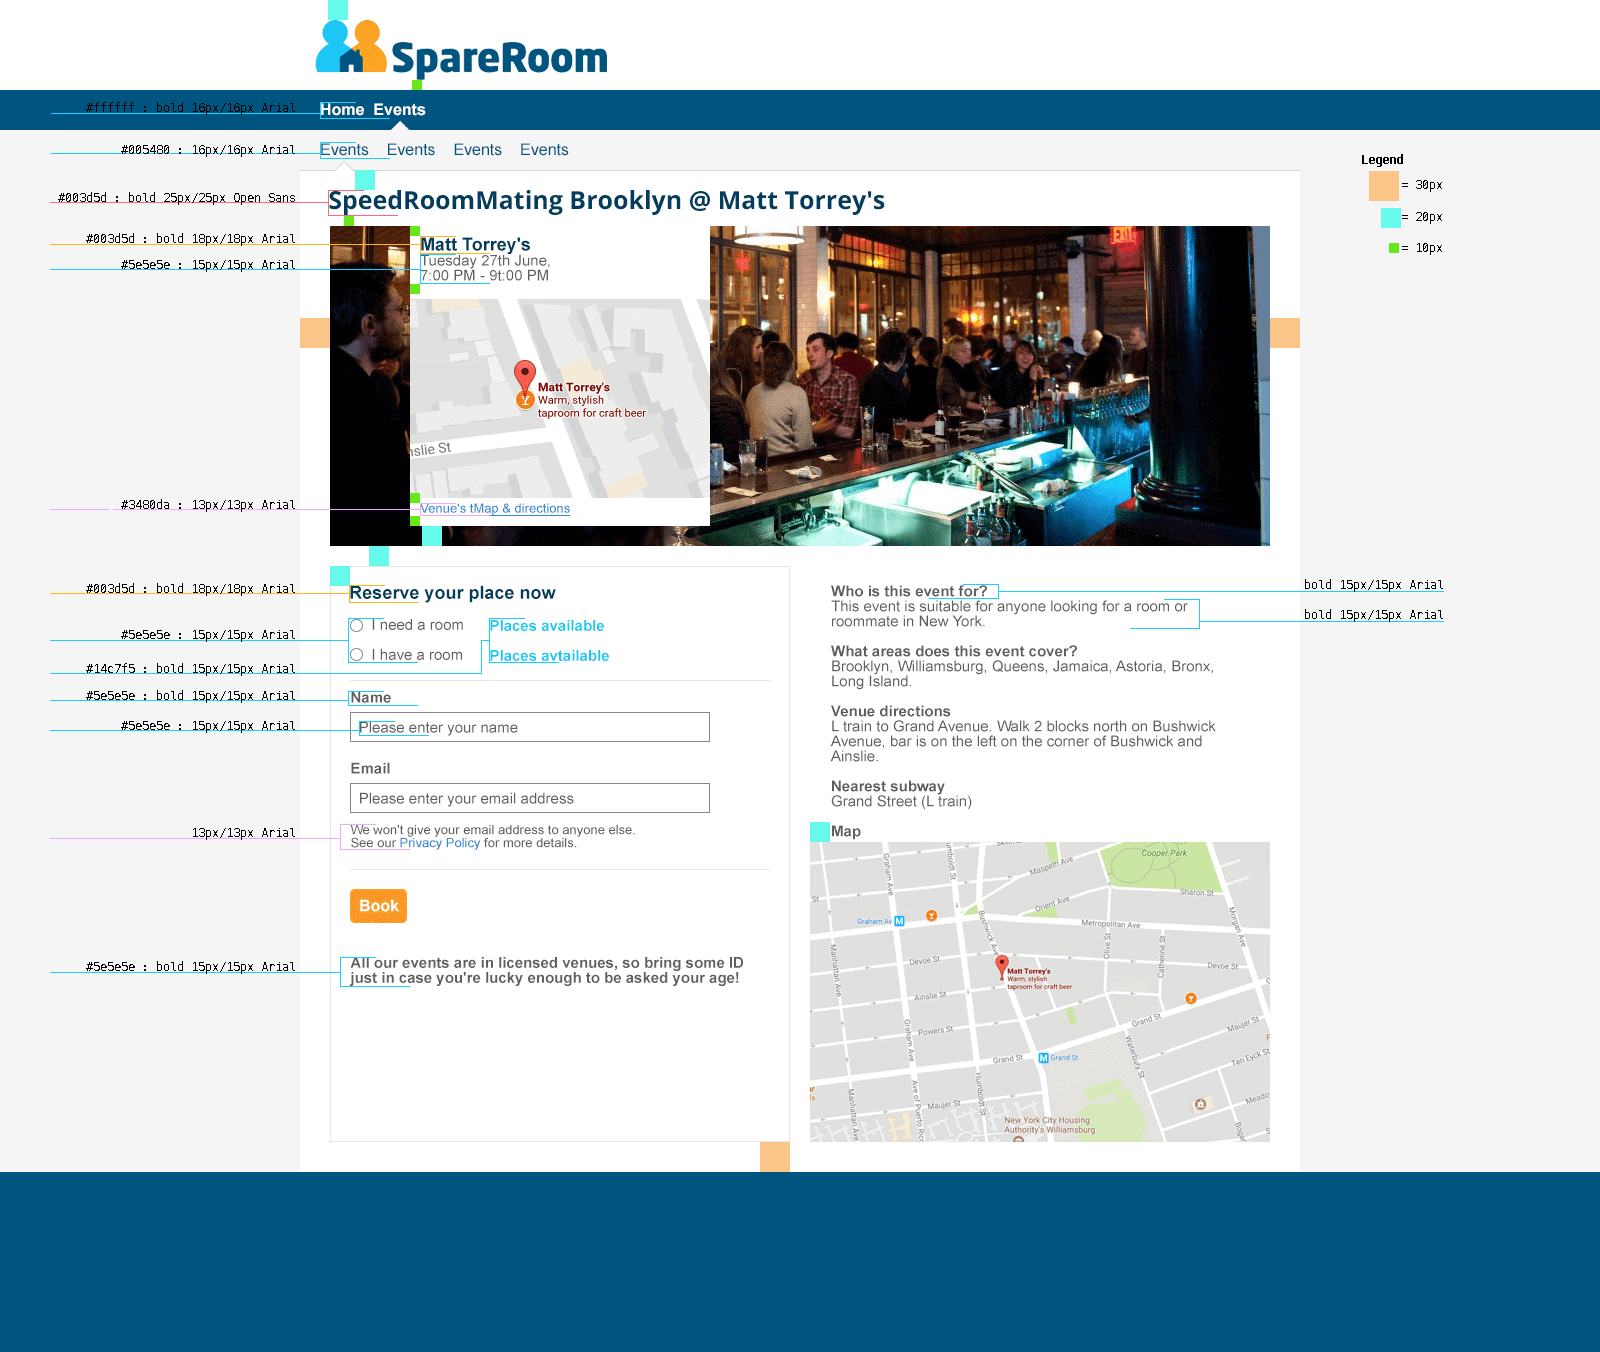 SpareRoom
#ffffff : bold 16px/16px Arial
Home Events
#005480 : 16px/16px Arial
Events Events Events Events
Legend
= 30px
= 20px
= 10px
#003d5d : bold 25px/25px Open Sans
SpeedRoomMating Brooklyn @ Matt Torrey's
#003d5d : bold 18px/18px Arial
Matt Torrey's
#5e5e5e : 15px/15px Arial
Tuesday 27th June,
7:00 PM - 9t:00 PM
EXIT
Matt Torrey's
Warm, stylish
taproom for craft beer
nslie St
#3480da : 13px/13px Arial
Venue's tMap & directions
#003d5d : bold 18px/18px Arial
Reserve your place now
#5e5e5e : 15px/15px Arial
I need a room Places available
I have a room Places avtailable
#14c7f5 : bold 15px/15px Arial
#5e5e5e : bold 15px/15px Arial
Name
#5e5e5e : 15px/15px Arial
Please enter your name
Email
Please enter your email address
13px/13px Arial
We won't give your email address to anyone else.
See our Privacy Policy for more details.
Book
#5e5e5e : bold 15px/15px Arial
All our events are in licensed venues, so bring some ID
just in case you're lucky enough to be asked your age!
bold 15px/15px Arial
Who is this event for?
bold 15px/15px Arial
This event is suitable for anyone looking for a room or
roommate in New York.
What areas does this event cover?
Brooklyn, Williamsburg, Queens, Jamaica, Astoria, Bronx,
Long Island.
Venue directions
L train to Grand Avenue. Walk 2 blocks north on Bushwick
Avenue, bar is on the left on the corner of Bushwick and
Ainslie.
Nearest subway
Grand Street (L train)
Map
Graham Ave
Humboldt St
Maspeth Ave
Cooper Park
Sharon St
Orient Ave
Graham Av
Bushwick Ave
Metropolitan Ave
Morgan Ave
Manhattan Ave
Olive St
Catherine St
Devoe St
Devoe St
Matt Torrey's
Warm, stylish
taproom for craft beer
Ainslie St
Grand St
Powers St
Maujer St
Graham Ave
Waterbury St
Grand St
Grand St
Ten Eyck St
Humboldt St
Manhattan Ave
Ave of Puerto Ric
Maujer St
Meado
New York City Housing
Authority's Williamsburg
Bogar